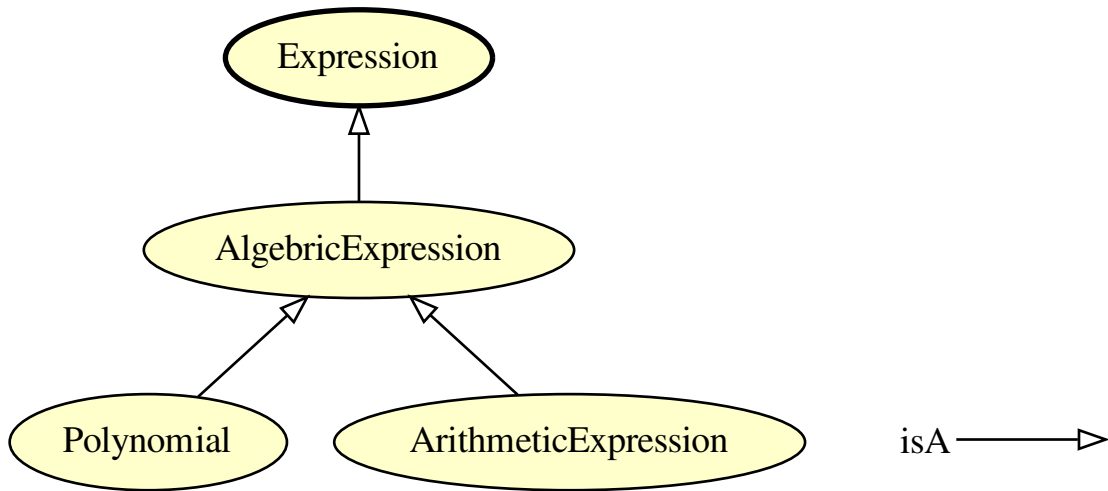 Expression
AlgebricExpression
Polynomial
ArithmeticExpression
isA